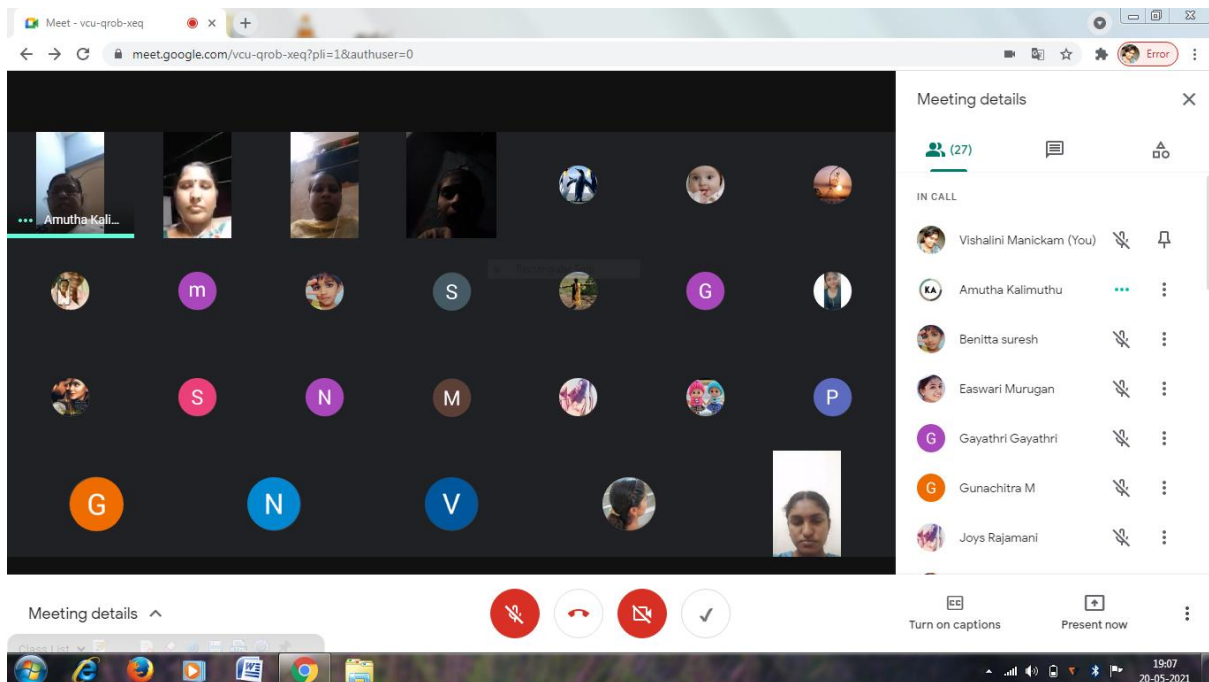 Meet - vcu-qrob-xeq
meet.google.com/vcu-qrob-xeq?pli=1&authuser=0
Error
Meeting details
(27)
IN CALL
Vishalini Manickam (You)
KA Amutha Kalimuthu
Benitta suresh
Easwari Murugan
G Gayathri Gayathri
G Gunachitra M
Joys Rajamani
Amutha Kali...
m S G
S N M P
G N V
Meeting details
CC
Turn on captions
Present now
Class List
19:07
20-05-2021